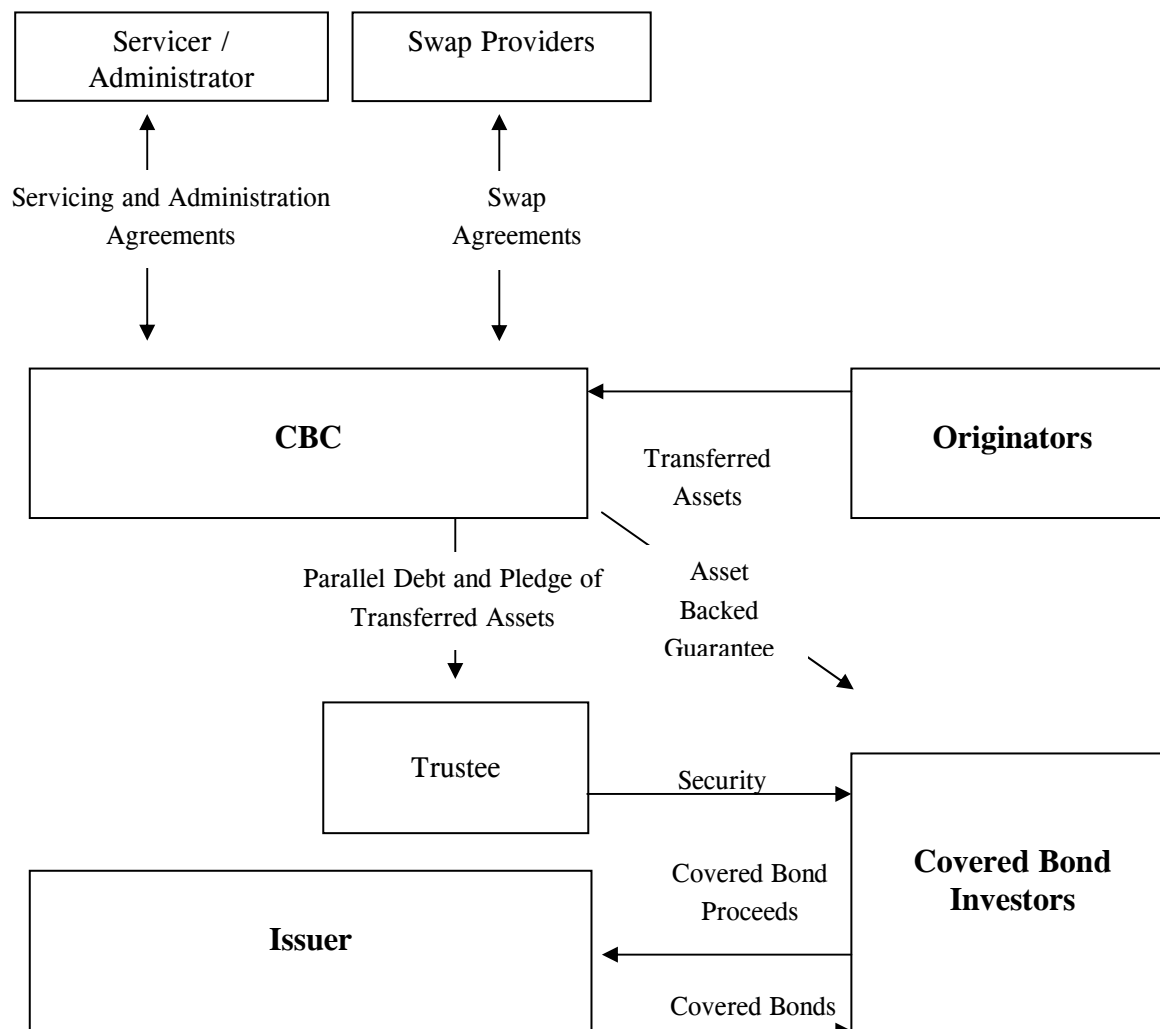 Servicer /
Administrator
Swap Providers
Servicing and Administration
Agreements
Swap
Agreements
CBC
Originators
Transferred
Assets
Parallel Debt and Pledge of
Transferred Assets
Asset
Backed
Guarantee
Trustee
Security
Covered Bond
Investors
Covered Bond
Proceeds
Issuer
Covered Bonds